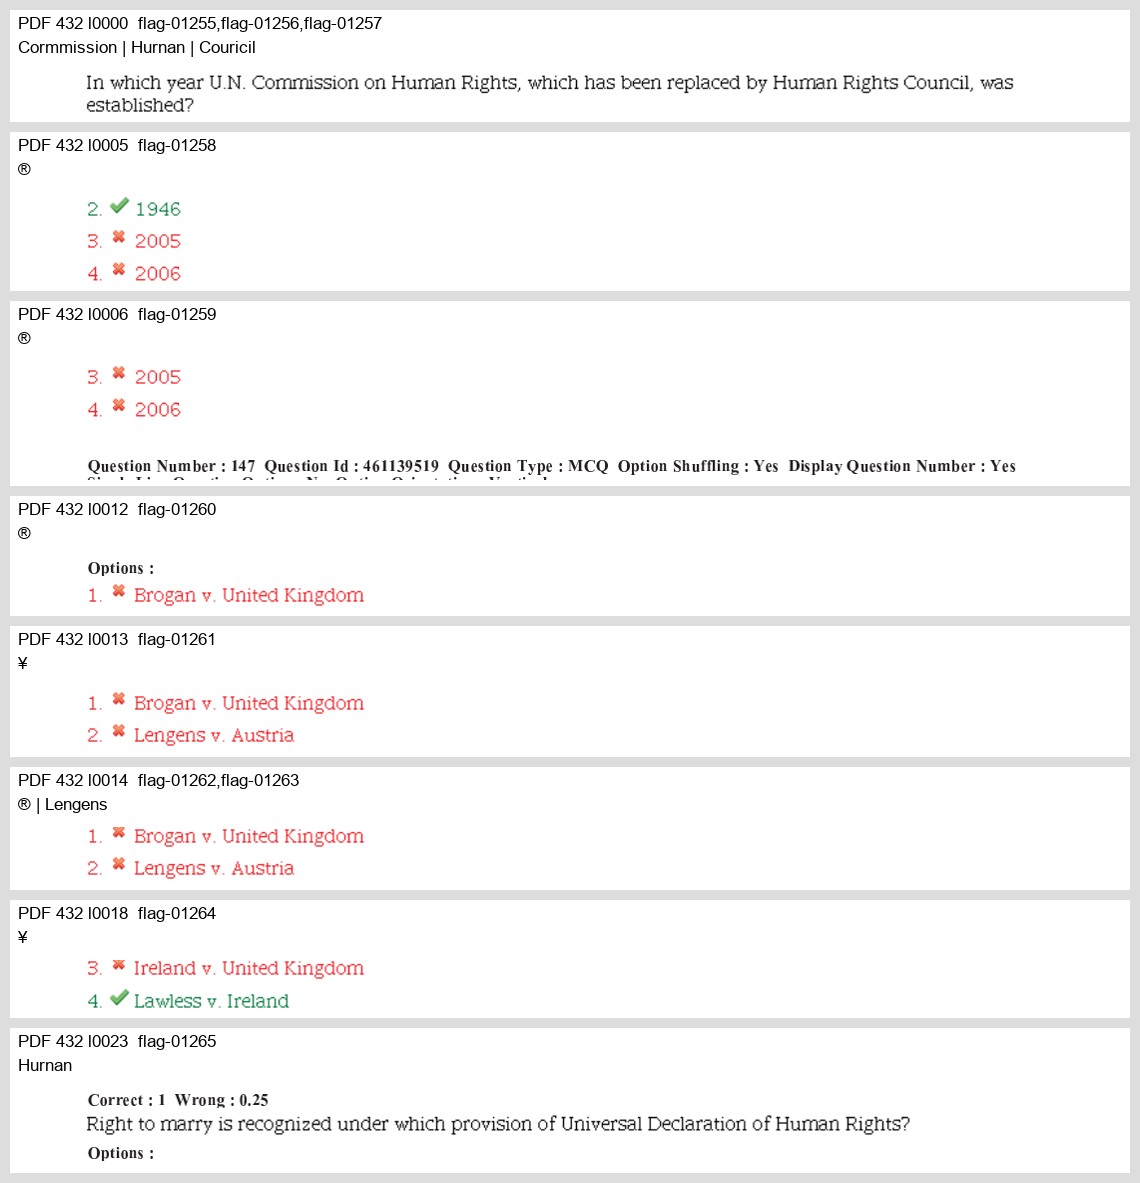 PDF 432 l0000  flag-01255,flag-01256,flag-01257
Cormmission | Hurnan | Couricil
In which year U.N. Commission on Human Rights, which has been replaced by Human Rights Council, was
established?
PDF 432 l0005  flag-01258
®
2. 1946
3. 2005
4. 2006
PDF 432 l0006  flag-01259
®
3. 2005
4. 2006
Question Number : 147  Question Id : 461139519  Question Type : MCQ  Option Shuffling : Yes  Display Question Number : Yes
PDF 432 l0012  flag-01260
®
Options :
1. Brogan v. United Kingdom
PDF 432 l0013  flag-01261
¥
1. Brogan v. United Kingdom
2. Lengens v. Austria
PDF 432 l0014  flag-01262,flag-01263
® | Lengens
1. Brogan v. United Kingdom
2. Lengens v. Austria
PDF 432 l0018  flag-01264
¥
3. Ireland v. United Kingdom
4. Lawless v. Ireland
PDF 432 l0023  flag-01265
Hurnan
Correct : 1  Wrong : 0.25
Right to marry is recognized under which provision of Universal Declaration of Human Rights?
Options :